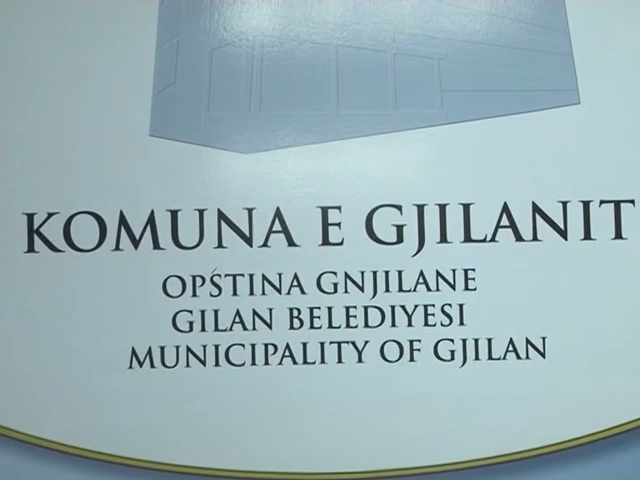 KOMUNA E GJILANIT
OPŚTINA GNJILANE
GILAN BELEDIYESI
MUNICIPALITY OF GJILAN